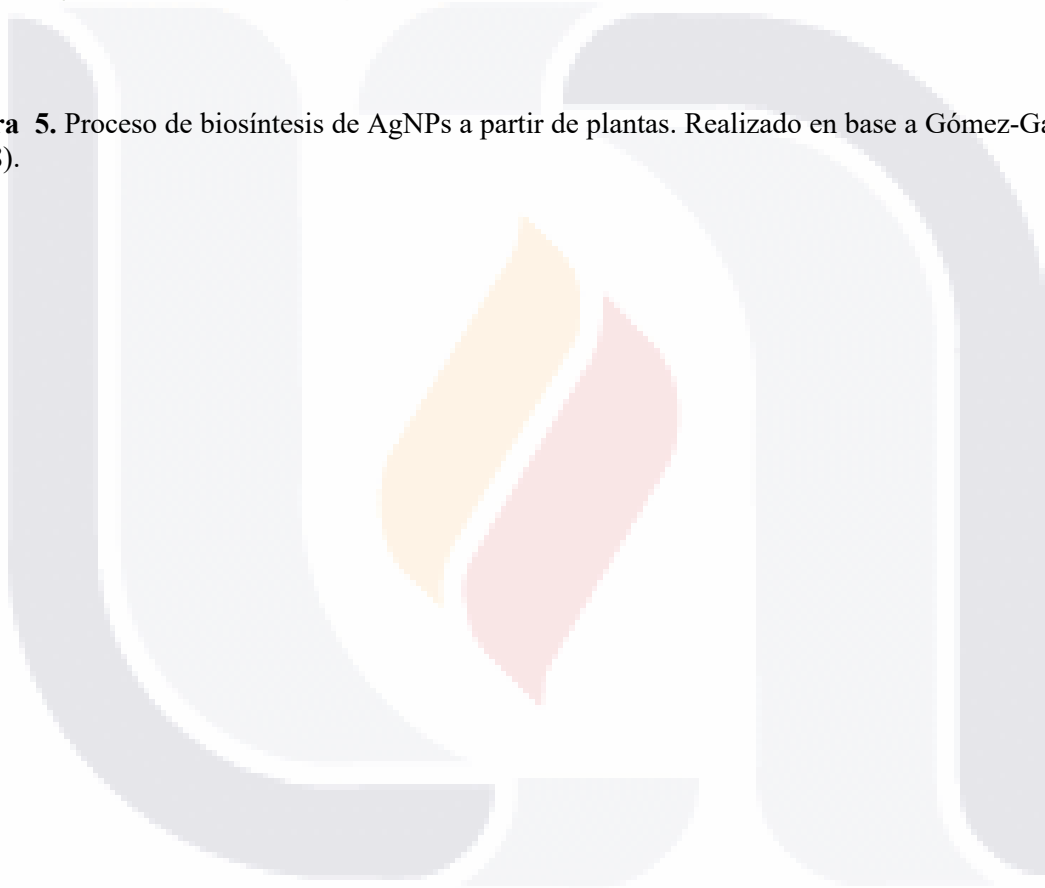 ra 5. Proceso de biosíntesis de AgNPs a partir de plantas. Realizado en base a Gómez-Ga
).